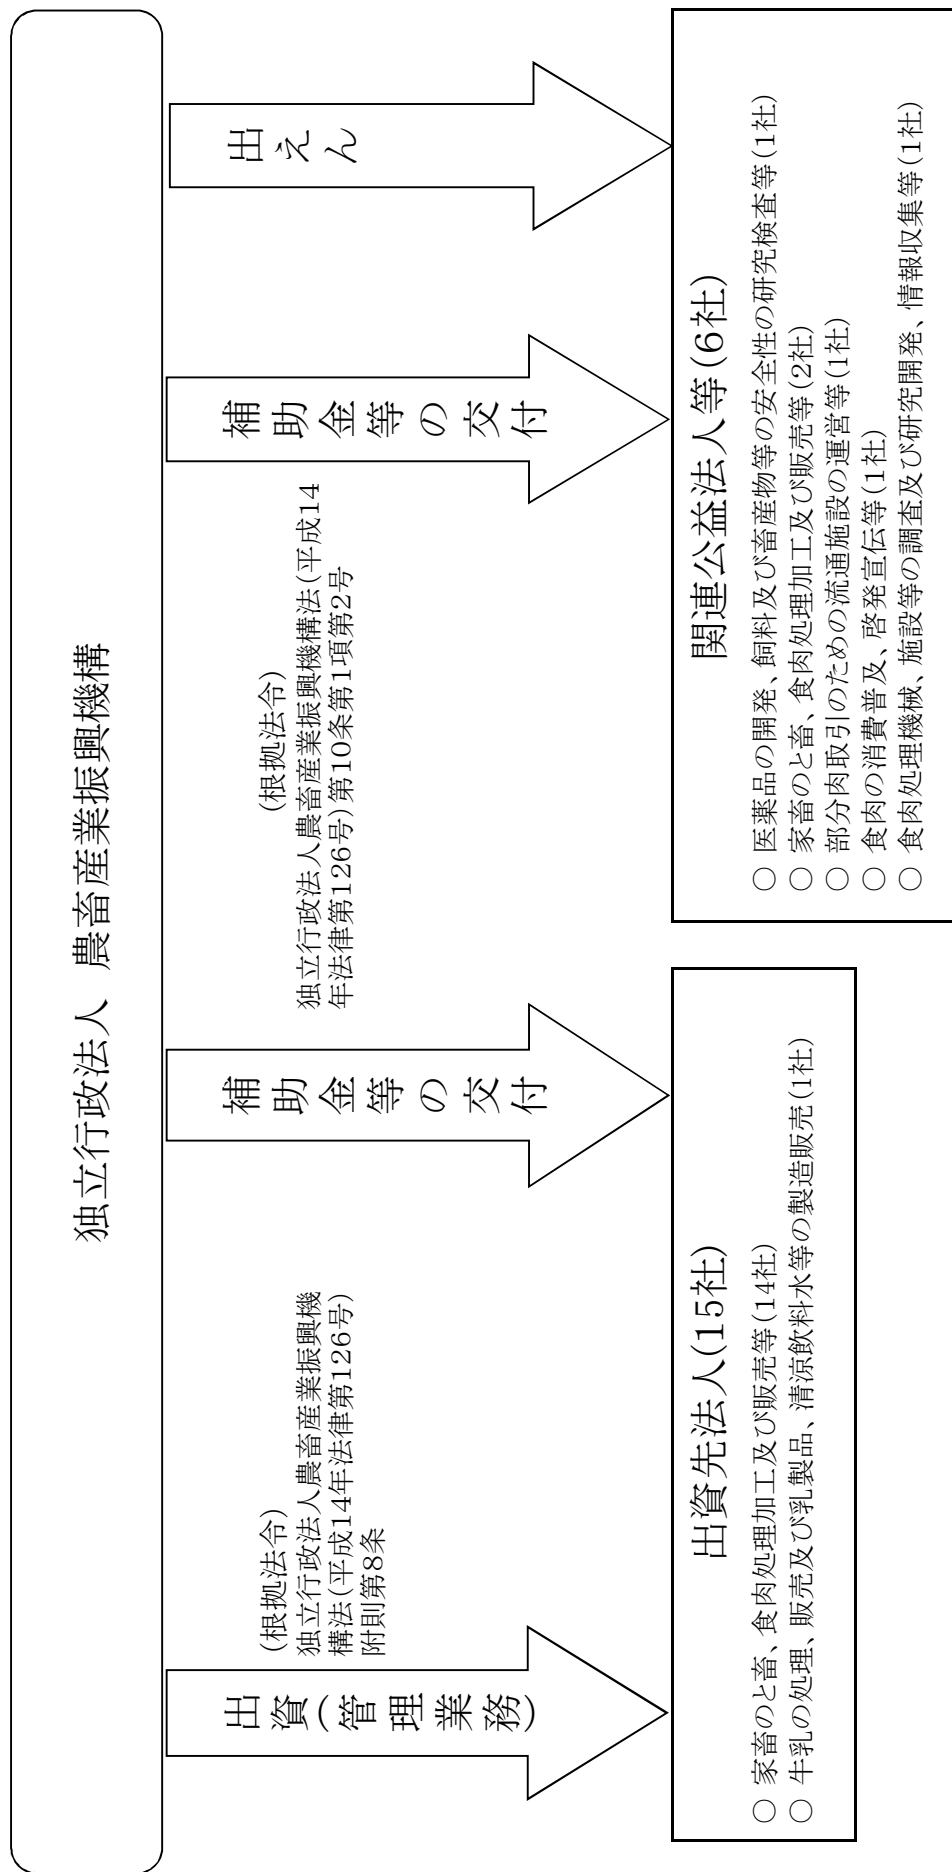 独立行政法人 農畜産業振興機構
出資(管理業務)
(根拠法令)
独立行政法人農畜産業振興機
構法(平成14年法律第126号)
附則第8条
補助金等の交付
(根拠法令)
独立行政法人農畜産業振興機構法(平成14
年法律第126号)第10条第1項第2号
補助金等の交付
出えん
出資先法人(15社)
○ 家畜のと畜、食肉処理加工及び販売等(14社)
○ 牛乳の処理、販売及び乳製品、清涼飲料水等の製造販売(1社)
関連公益法人等(6社)
○ 医薬品の開発、飼料及び畜産物等の安全性の研究検査等(1社)
○ 家畜のと畜、食肉処理加工及び販売等(2社)
○ 部分肉取引のための流通施設の運営等(1社)
○ 食肉の消費普及、啓発宣伝等(1社)
○ 食肉処理機械、施設等の調査及び研究開発、情報収集等(1社)